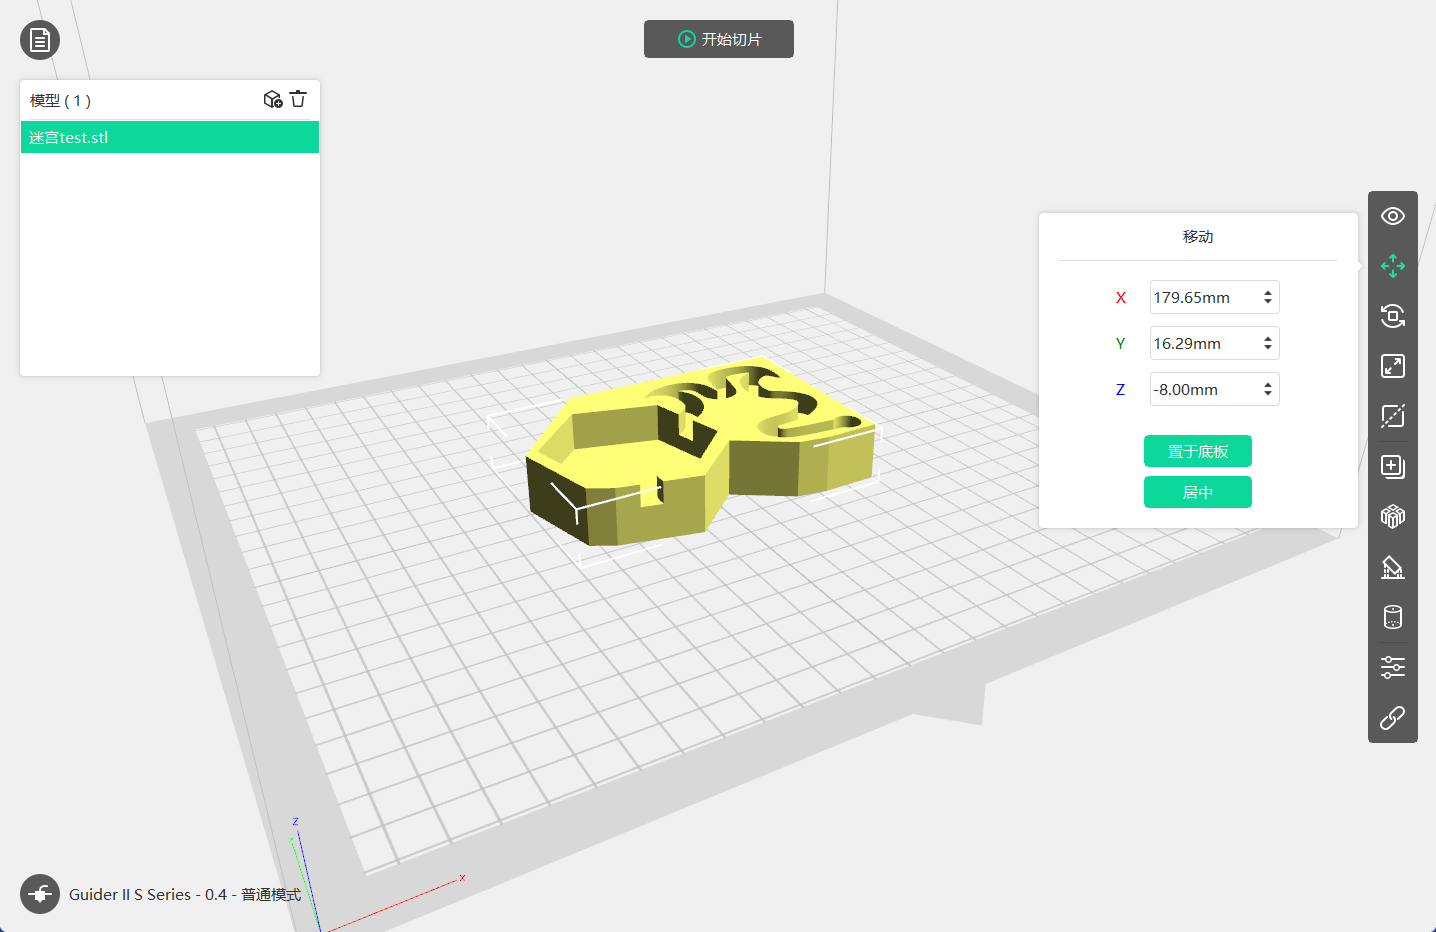 开始切片
模型 ( 1 )
迷宫test.stl
移动
X 179.65mm
Y 16.29mm
Z -8.00mm
置于底板
居中
Z
Y
X
Guider II S Series - 0.4 - 普通模式